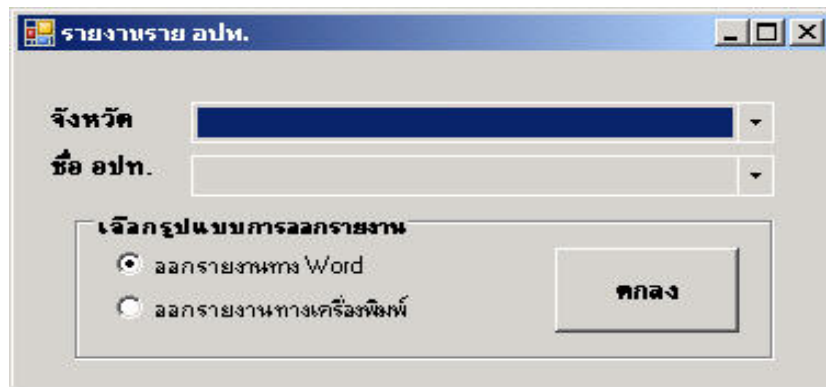 รายงานราย อปท.
จังหวัด
ชื่อ อปท.
เลือกรูปแบบการออกรายงาน
ออกรายงานทาง Word
ตกลง
ออกรายงานทางเครื่องพิมพ์